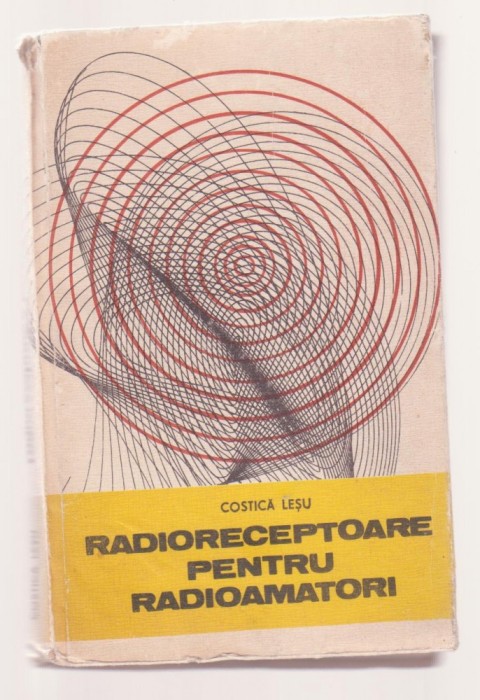 COSTICĂ LEȘU
RADIORECEPTOARE
PENTRU
RADIOAMATORI